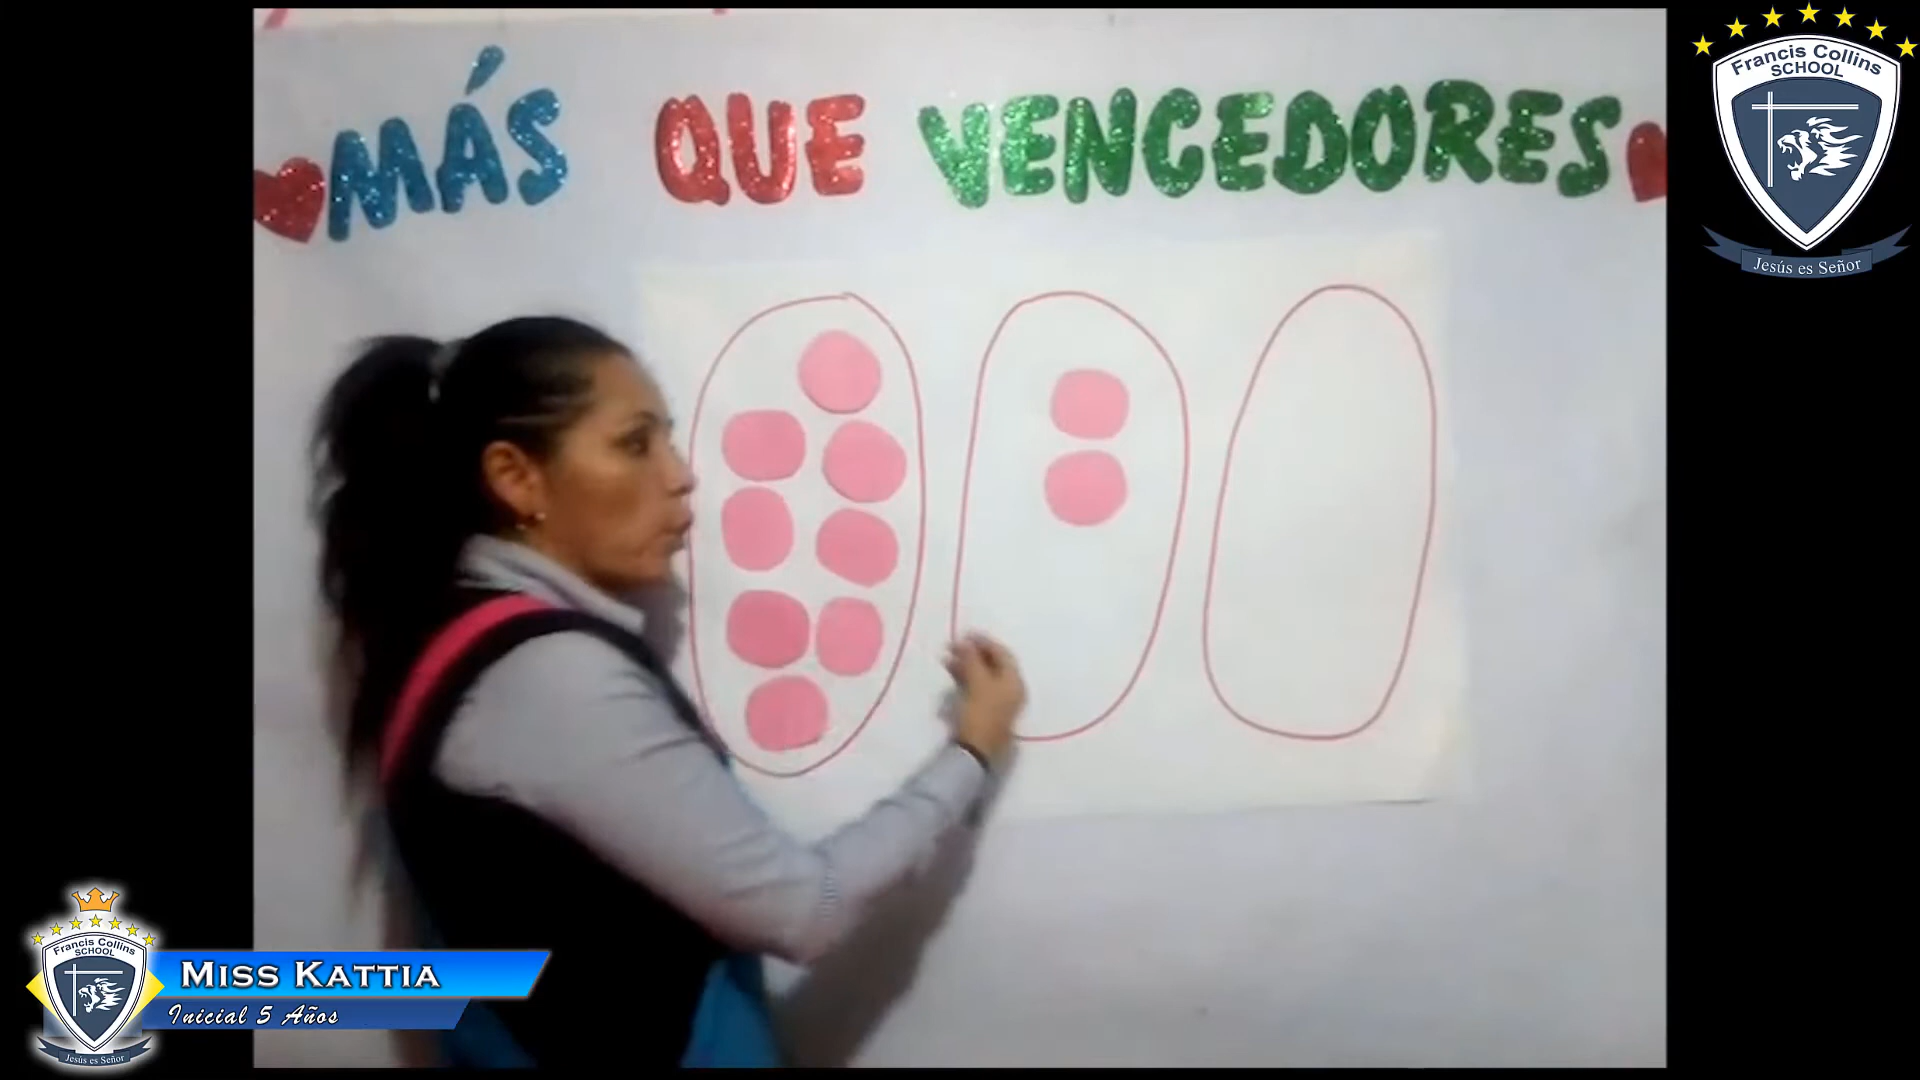 MÁS QUE VENCEDORES
Francis Collins
SCHOOL
Jesús es Señor
Francis Collins
SCHOOL
Jesús es Señor
MISS KATTIA
Inicial 5 Años